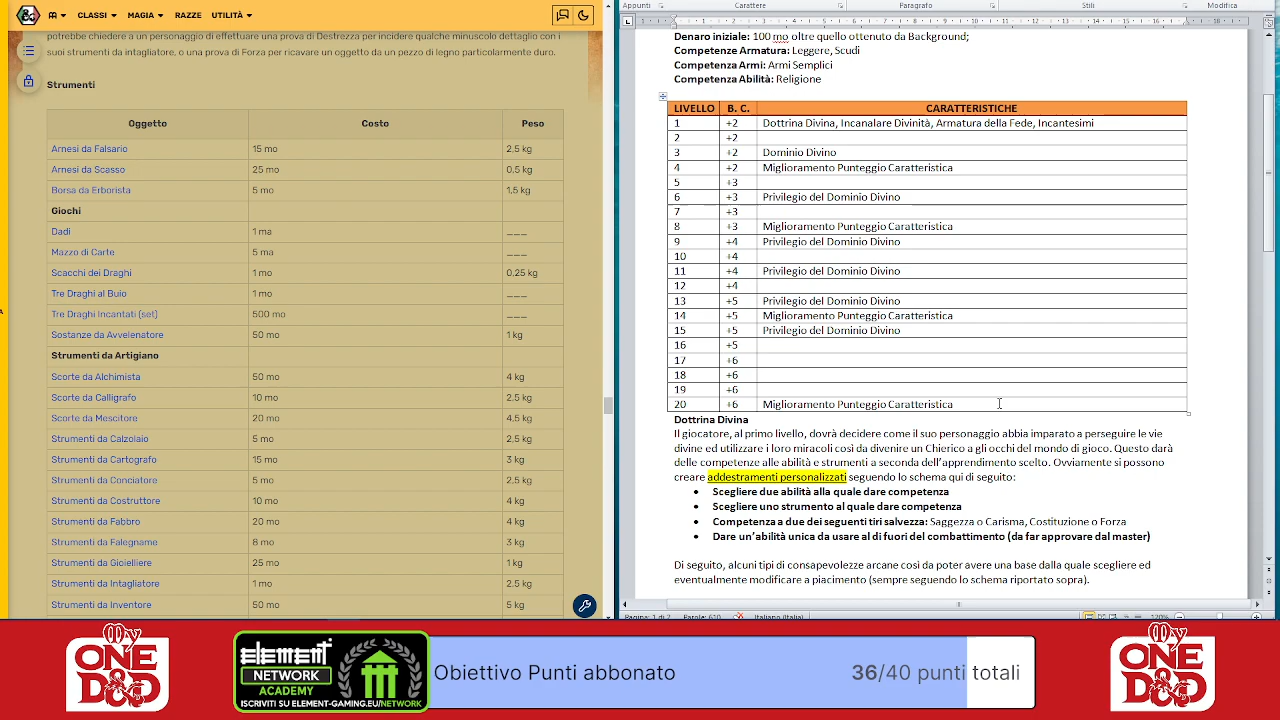 CLASSI
MAGIA
RAZZE
UTILITÀ
potrebbe chiedere a un personaggio di effettuare una prova di Destrezza per incidere qualche minuscolo dettaglio con i
suoi strumenti da intagliatore, o una prova di Forza per ricavare un oggetto da un pezzo di legno particolarmente duro.
Strumenti
Oggetto Costo Peso
Arnesi da Falsario 15 mo 2,5 kg
Arnesi da Scasso 25 mo 0,5 kg
Borsa da Erborista 5 mo 1,5 kg
Giochi
Dadi 1 ma ___
Mazzo di Carte 5 ma ___
Scacchi dei Draghi 1 mo 0,25 kg
Tre Draghi al Buio 1 mo ___
Tre Draghi Incantati (set) 500 mo ___
Sostanze da Avvelenatore 50 mo 1 kg
Strumenti da Artigiano
Scorte da Alchimista 50 mo 4 kg
Scorte da Calligrafo 10 mo 2,5 kg
Scorte da Mescitore 20 mo 4,5 kg
Strumenti da Calzolaio 5 mo 2,5 kg
Strumenti da Cartografo 15 mo 3 kg
Strumenti da Conciatore 5 mo 2,5 kg
Strumenti da Costruttore 10 mo 4 kg
Strumenti da Fabbro 20 mo 4 kg
Strumenti da Falegname 8 mo 3 kg
Strumenti da Gioielliere 25 mo 1 kg
Strumenti da Intagliatore 1 mo 2,5 kg
Strumenti da Inventore 50 mo 5 kg
Appunti Carattere Paragrafo Stili Modifica
Denaro iniziale: 100 mo oltre quello ottenuto da Background;
Competenze Armatura: Leggere, Scudi
Competenza Armi: Armi Semplici
Competenza Abilità: Religione
LIVELLO B. C. CARATTERISTICHE
1 +2 Dottrina Divina, Incanalare Divinità, Armatura della Fede, Incantesimi
2 +2
3 +2 Dominio Divino
4 +2 Miglioramento Punteggio Caratteristica
5 +3
6 +3 Privilegio del Dominio Divino
7 +3
8 +3 Miglioramento Punteggio Caratteristica
9 +4 Privilegio del Dominio Divino
10 +4
11 +4 Privilegio del Dominio Divino
12 +4
13 +5 Privilegio del Dominio Divino
14 +5 Miglioramento Punteggio Caratteristica
15 +5 Privilegio del Dominio Divino
16 +5
17 +6
18 +6
19 +6
20 +6 Miglioramento Punteggio Caratteristica
Dottrina Divina
Il giocatore, al primo livello, dovrà decidere come il suo personaggio abbia imparato a perseguire le vie
divine ed utilizzare i loro miracoli così da divenire un Chierico a gli occhi del mondo di gioco. Questo darà
delle competenze alle abilità e strumenti a seconda dell'apprendimento scelto. Ovviamente si possono
creare addestramenti personalizzati seguendo lo schema qui di seguito:
• Scegliere due abilità alla quale dare competenza
• Scegliere uno strumento al quale dare competenza
• Competenza a due dei seguenti tiri salvezza: Saggezza o Carisma, Costituzione o Forza
• Dare un'abilità unica da usare al di fuori del combattimento (da far approvare dal master)
Di seguito, alcuni tipi di consapevolezze arcane così da poter avere una base dalla quale scegliere ed
eventualmente modificare a piacimento (sempre seguendo lo schema riportato sopra).
Pagina: 1 di 2 Parole: 610 Italiano (Italia) 120%
My
ONE
D&D
element
NETWORK
ACADEMY
ISCRIVITI SU ELEMENT-GAMING.EU/NETWORK
Obiettivo Punti abbonato 36/40 punti totali
My
ONE
D&D